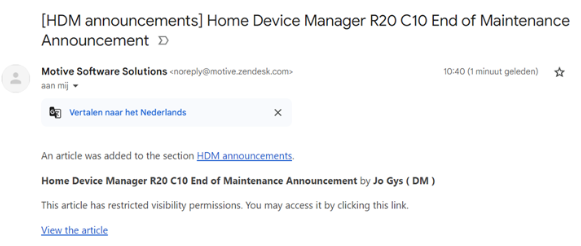 [HDM announcements] Home Device Manager R20 C10 End of Maintenance
Announcement
Motive Software Solutions <noreply@motive.zendesk.com> 10:40 (1 minuut geleden)
aan mij
Vertalen naar het Nederlands
An article was added to the section HDM announcements.
Home Device Manager R20 C10 End of Maintenance Announcement by Jo Gys ( DM )
This article has restricted visibility permissions. You may access it by clicking this link.
View the article